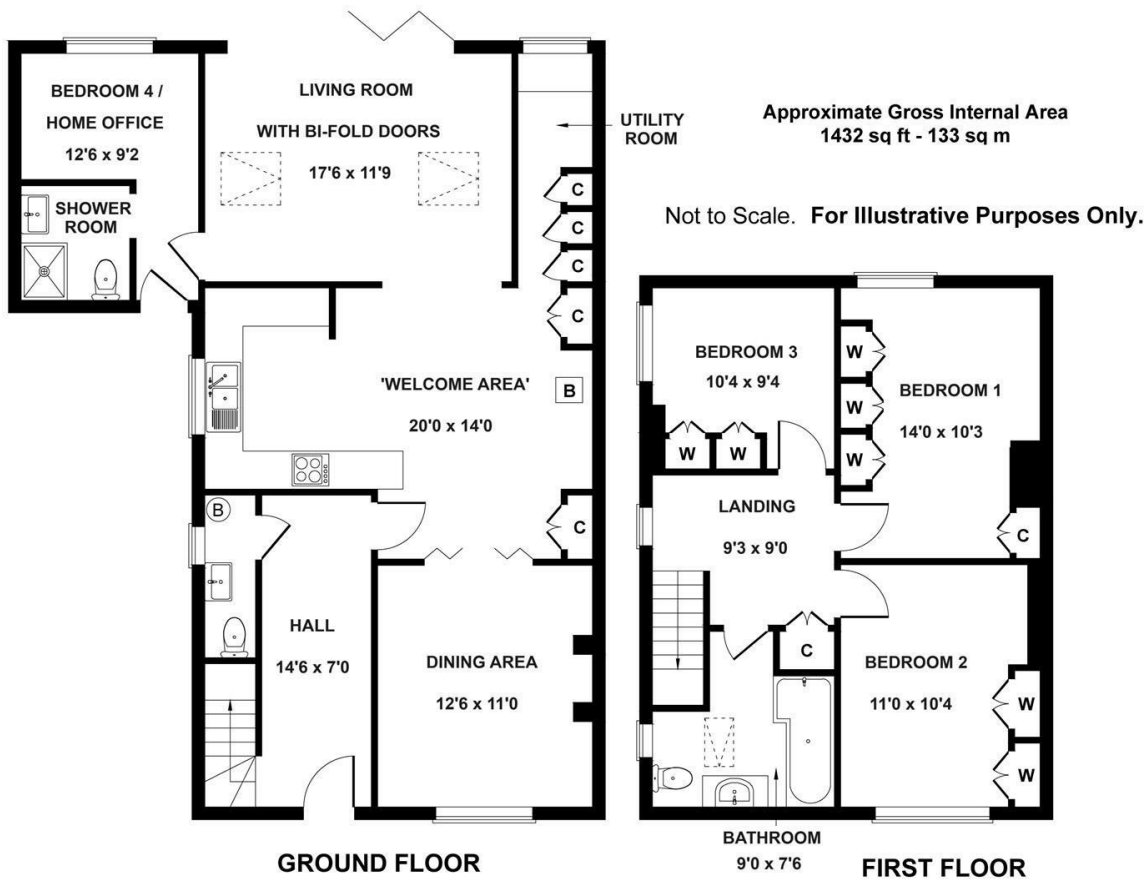 BEDROOM 4 /
HOME OFFICE
12'6 x 9'2
LIVING ROOM
WITH BI-FOLD DOORS
17'6 x 11'9
UTILITY
ROOM
SHOWER
ROOM
C
C
C
C
'WELCOME AREA'
20'0 x 14'0
B
B
C
HALL
14'6 x 7'0
DINING AREA
12'6 x 11'0
GROUND FLOOR
Approximate Gross Internal Area
1432 sq ft - 133 sq m
Not to Scale. For Illustrative Purposes Only.
BEDROOM 3
10'4 x 9'4
W
W
W
W
W
BEDROOM 1
14'0 x 10'3
C
LANDING
9'3 x 9'0
C
BEDROOM 2
11'0 x 10'4
W
W
BATHROOM
9'0 x 7'6
FIRST FLOOR